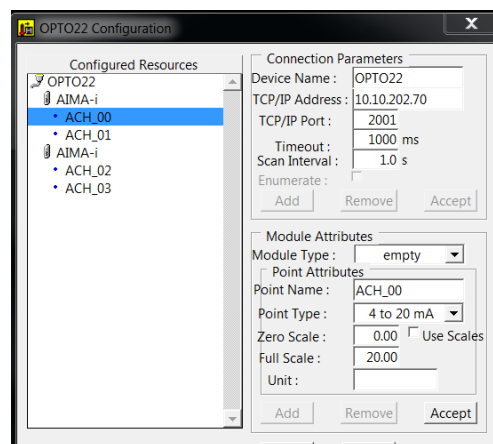 OPTO22 Configuration
X
Configured Resources
OPTO22
AIMA-i
ACH_00
ACH_01
AIMA-i
ACH_02
ACH_03
Connection Parameters
Device Name : OPTO22
TCP/IP Address : 10.10.202.70
TCP/IP Port : 2001
Timeout : 1000 ms
Scan Interval : 1.0 s
Enumerate :
Add Remove Accept
Module Attributes
Module Type : empty
Point Attributes
Point Name : ACH_00
Point Type : 4 to 20 mA
Zero Scale : 0.00 Use Scales
Full Scale : 20.00
Unit :
Add Remove Accept